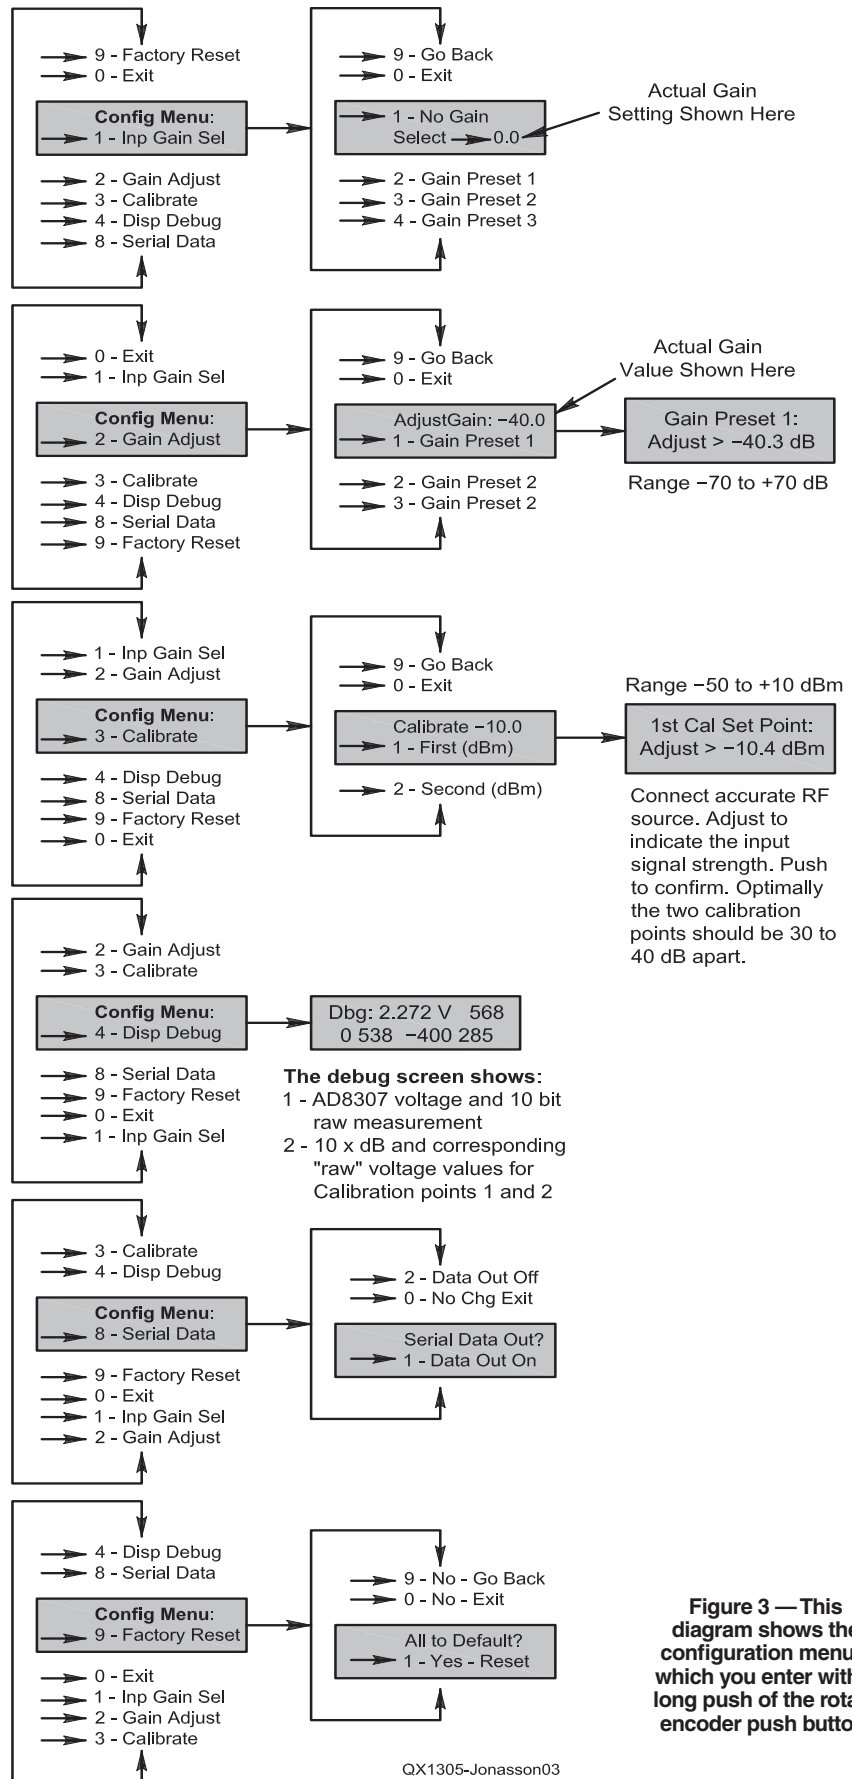 9 - Factory Reset
0 - Exit
Config Menu:
1 - Inp Gain Sel
2 - Gain Adjust
3 - Calibrate
4 - Disp Debug
8 - Serial Data
9 - Go Back
0 - Exit
1 - No Gain
Select 0.0
2 - Gain Preset 1
3 - Gain Preset 2
4 - Gain Preset 3
Actual Gain
Setting Shown Here
0 - Exit
1 - Inp Gain Sel
Config Menu:
2 - Gain Adjust
3 - Calibrate
4 - Disp Debug
8 - Serial Data
9 - Factory Reset
9 - Go Back
0 - Exit
AdjustGain: −40.0
1 - Gain Preset 1
2 - Gain Preset 2
3 - Gain Preset 2
Actual Gain
Value Shown Here
Gain Preset 1:
Adjust > −40.3 dB
Range −70 to +70 dB
1 - Inp Gain Sel
2 - Gain Adjust
Config Menu:
3 - Calibrate
4 - Disp Debug
8 - Serial Data
9 - Factory Reset
0 - Exit
9 - Go Back
0 - Exit
Calibrate −10.0
1 - First (dBm)
2 - Second (dBm)
Range −50 to +10 dBm
1st Cal Set Point:
Adjust > −10.4 dBm
Connect accurate RF
source. Adjust to
indicate the input
signal strength. Push
to confirm. Optimally
the two calibration
points should be 30 to
40 dB apart.
2 - Gain Adjust
3 - Calibrate
Config Menu:
4 - Disp Debug
8 - Serial Data
9 - Factory Reset
0 - Exit
1 - Inp Gain Sel
Dbg: 2.272 V 568
0 538 −400 285
The debug screen shows:
1 - AD8307 voltage and 10 bit
raw measurement
2 - 10 x dB and corresponding
"raw" voltage values for
Calibration points 1 and 2
3 - Calibrate
4 - Disp Debug
Config Menu:
8 - Serial Data
9 - Factory Reset
0 - Exit
1 - Inp Gain Sel
2 - Gain Adjust
2 - Data Out Off
0 - No Chg Exit
Serial Data Out?
1 - Data Out On
4 - Disp Debug
8 - Serial Data
Config Menu:
9 - Factory Reset
0 - Exit
1 - Inp Gain Sel
2 - Gain Adjust
3 - Calibrate
9 - No - Go Back
0 - No - Exit
All to Default?
1 - Yes - Reset
Figure 3 — This
diagram shows the
configuration menu
which you enter with
long push of the
encoder push
QX1305-Jonasson03